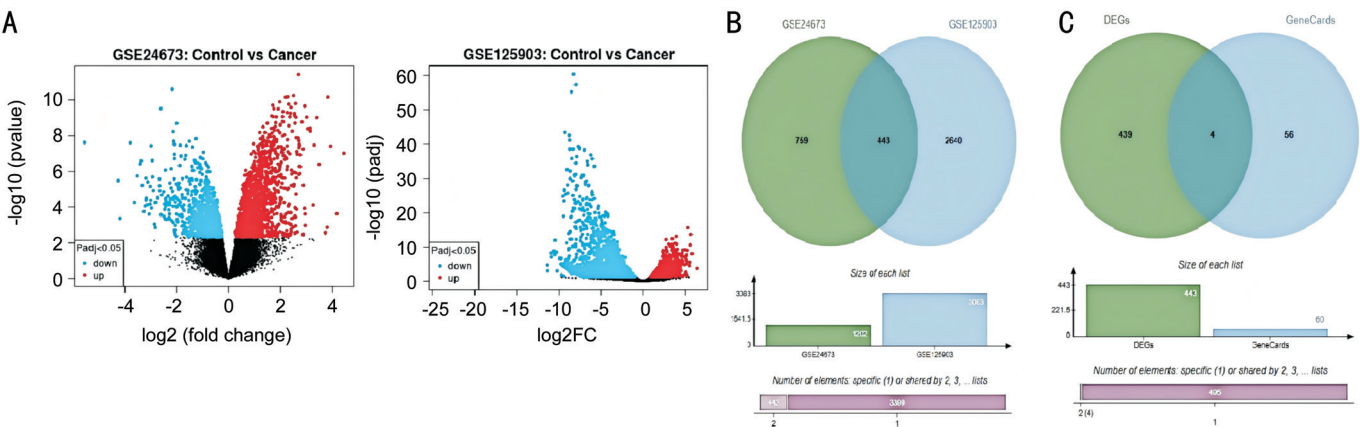 A
GSE24673: Control vs Cancer
-log10 (pvalue)
10
8
6
4
2
0
Padj<0.05
down
up
-4
-2
0
2
4
log2 (fold change)
GSE125903: Control vs Cancer
-log10 (padj)
60
50
40
30
20
10
0
Padj<0.05
down
up
-25
-20
-15
-10
-5
0
5
log2FC
B
GSE24673
GSE125903
759
443
2640
Size of each list
3083
1541.5
0
1202
3083
GSE24673
GSE125903
Number of elements: specific (1) or shared by 2, 3, ... lists
443
3399
2
1
C
DEGs
GeneCards
439
4
56
Size of each list
443
221.5
0
443
60
DEGs
GeneCards
Number of elements: specific (1) or shared by 2, 3, ... lists
495
2 (4)
1